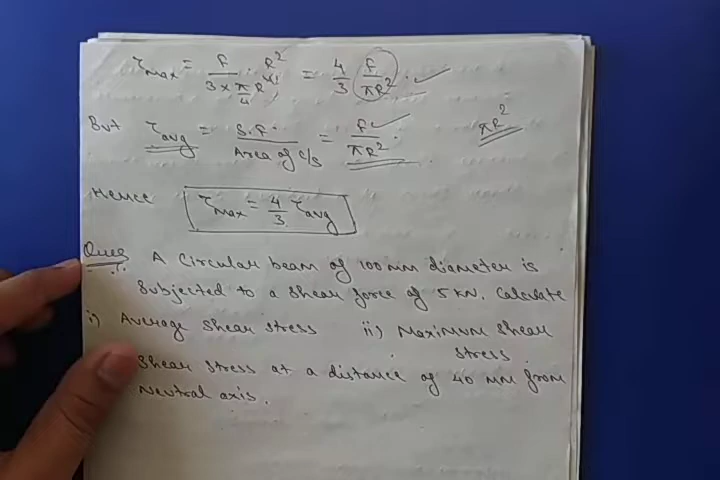 τmax = F / (3 × π/4 R⁴) · R² = 4/3 F/πR² .
But τavg = S.F. / Area of c/s = F/πR² . πR²
Hence τmax = 4/3 τavg
Ques A Circular beam of 100 mm diameter is
Subjected to a Shear force of 5 KN. Calculate
i) Average Shear stress ii) Maximum Shear
stress
Shear stress at a distance of 40 mm from
Neutral axis.